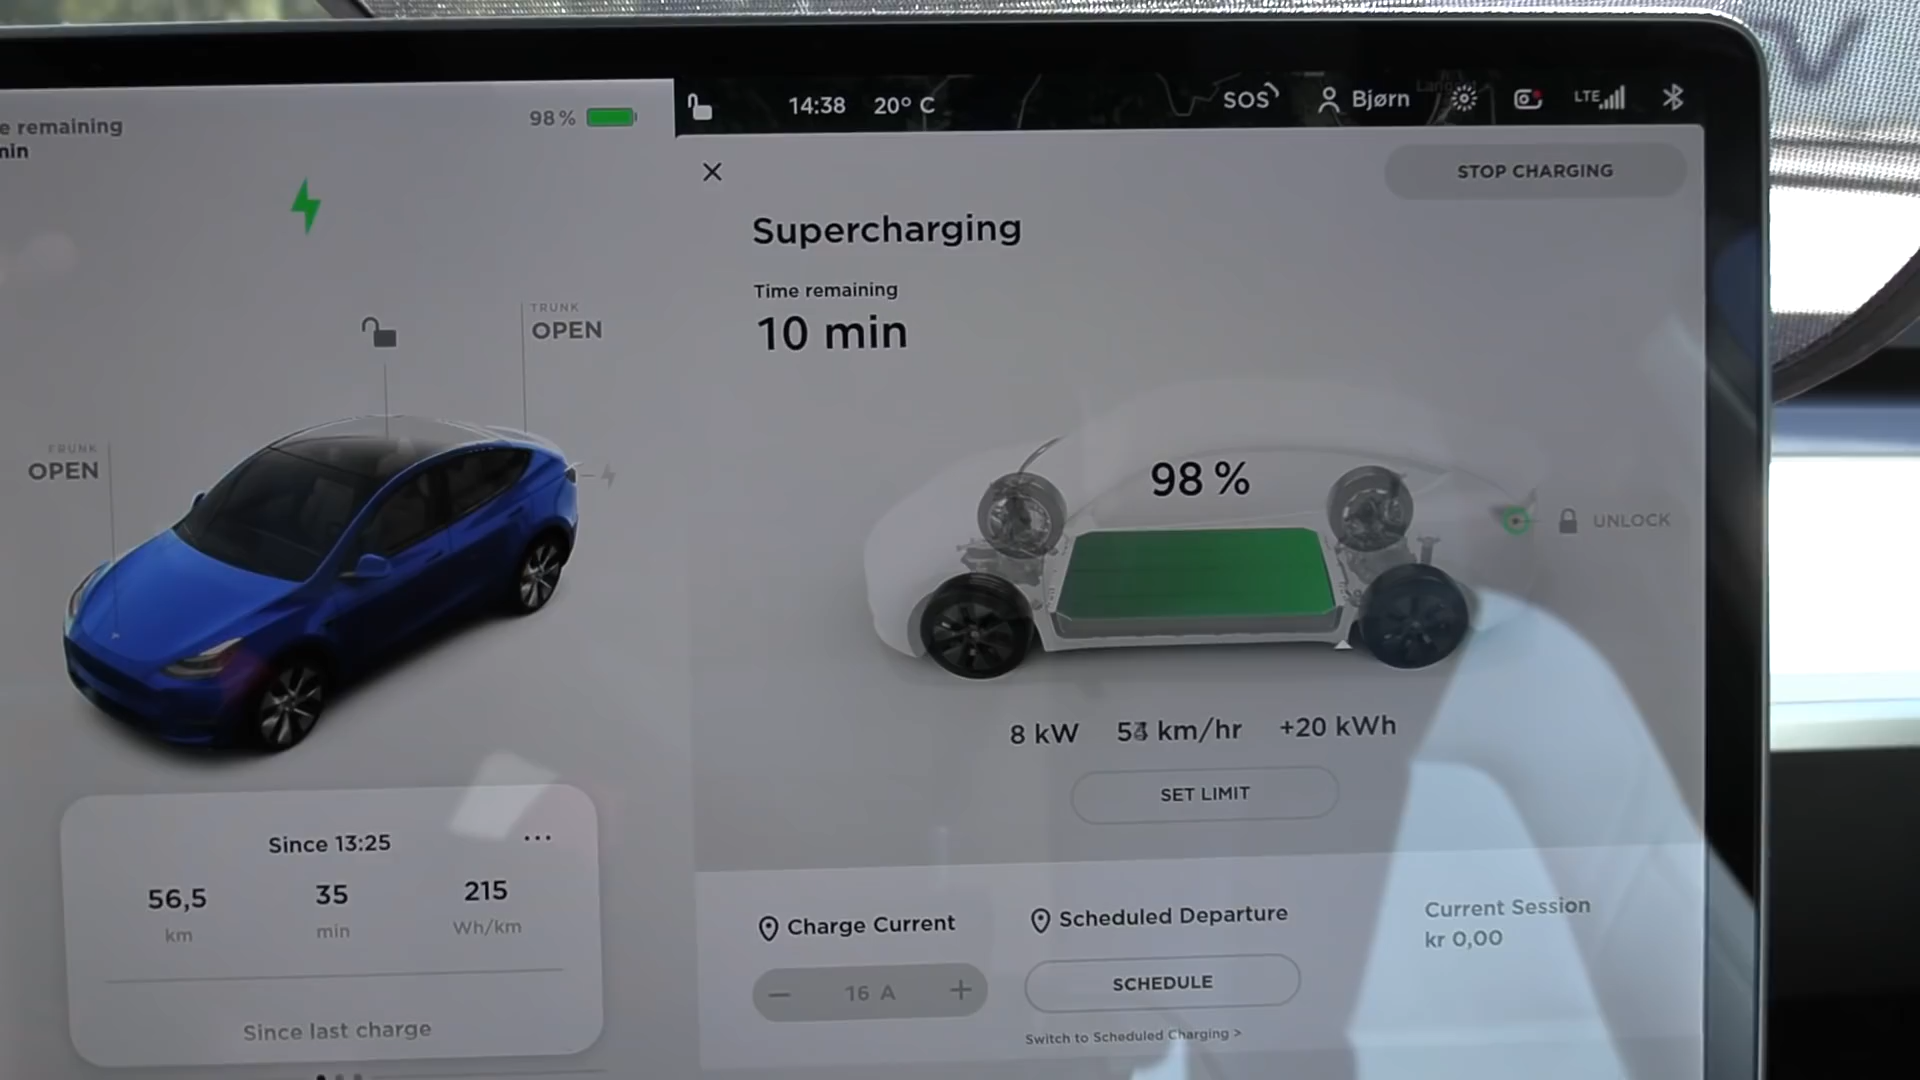 e remaining
min
98 %
TRUNK
OPEN
FRUNK
OPEN
Since 13:25
...
56,5
km
35
min
215
Wh/km
Since last charge
14:38
20° C
SOS
Bjørn
LTE
STOP CHARGING
Supercharging
Time remaining
10 min
98 %
UNLOCK
8 kW
km/hr
+20 kWh
SET LIMIT
Charge Current
− 16 A +
Scheduled Departure
SCHEDULE
Switch to Scheduled Charging >
Current Session
kr 0,00